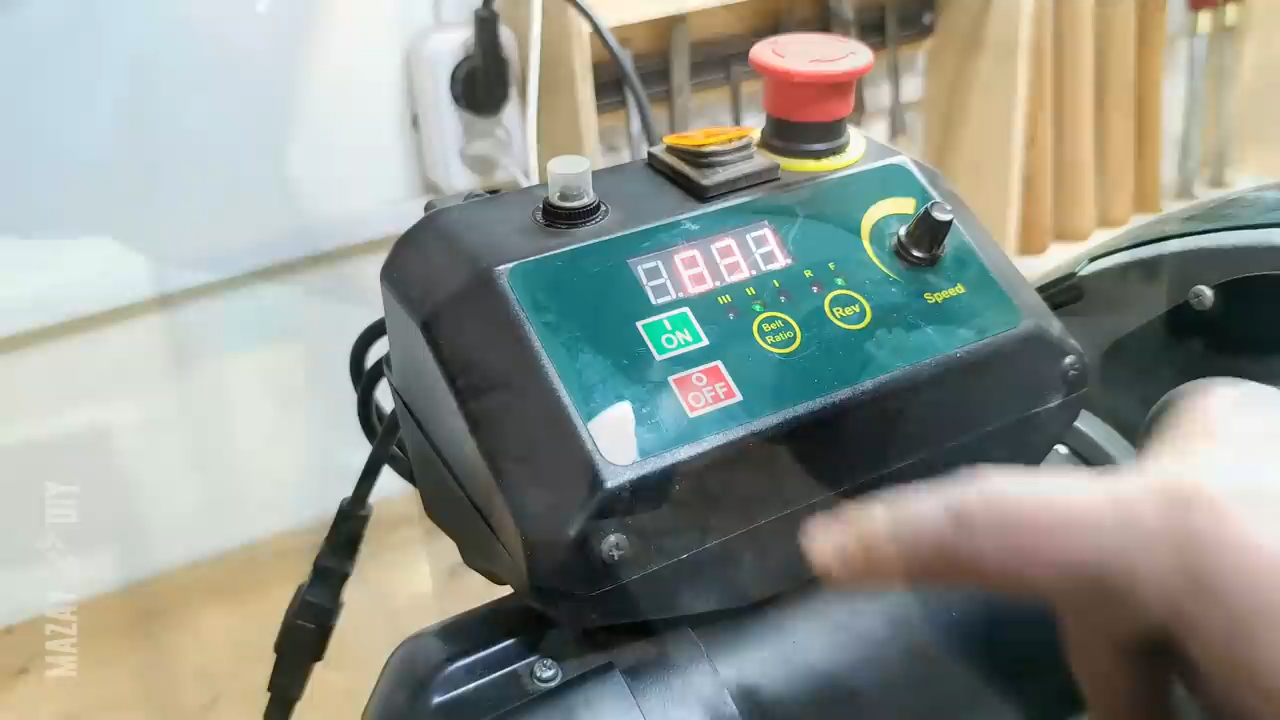 III II I R F
I
ON
Belt
Ratio
Rev
Speed
O
OFF
MAZAY DIY